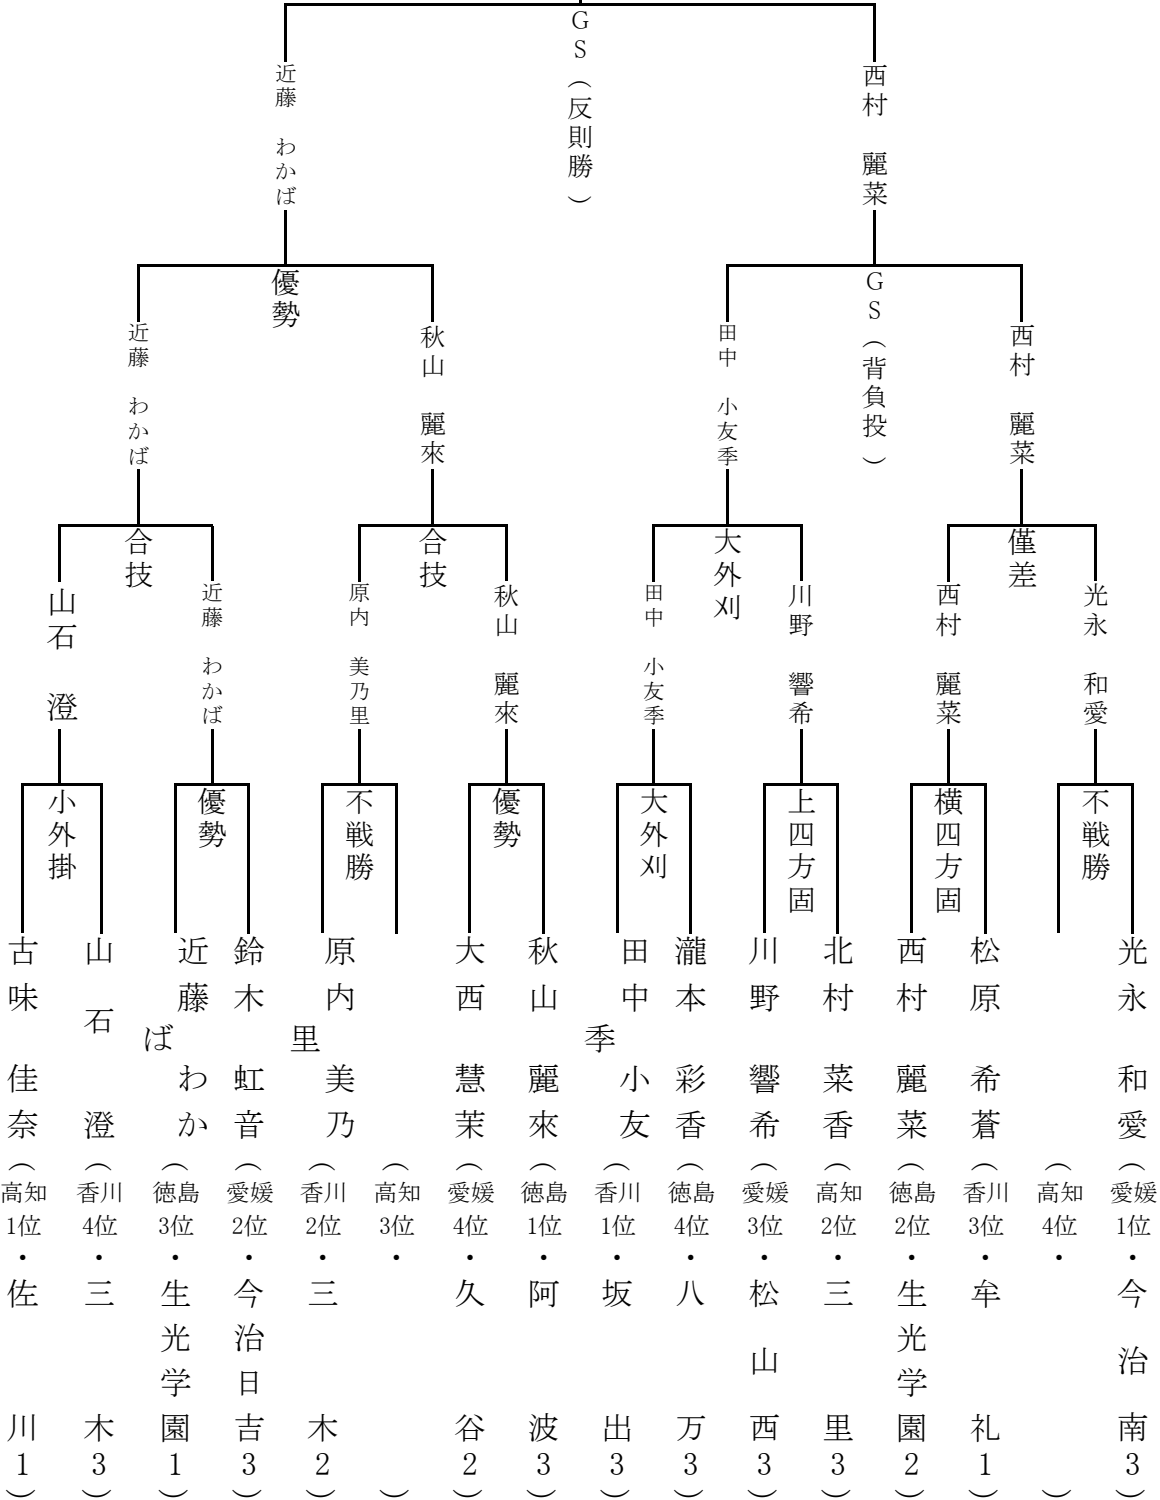 GS（反則勝）
近藤　わかば
西村　麗菜
優勢
GS（背負投）
近藤　わかば
秋山　麗來
田中　小友季
西村　麗菜
合技
合技
大外刈
僅差
山石　澄
近藤　わかば
原内　美乃里
秋山　麗來
田中　小友季
川野　響希
西村　麗菜
光永　和愛
小外掛
優勢
不戦勝
優勢
大外刈
上四方固
横四方固
不戦勝
古味　佳奈（高知1位・佐川1）
山石　澄（香川4位・三木3）
近藤　わかば（徳島3位・生光学園1）
鈴木　虹音（愛媛2位・今治日吉3）
原内　美乃里（香川2位・三木2）
（高知3位・）
大西　慧茉（愛媛4位・久谷2）
秋山　麗來（徳島1位・阿波3）
田中　小友季（香川1位・坂出3）
瀧本　彩香（徳島4位・八万3）
川野　響希（愛媛3位・松山西3）
北村　菜香（高知2位・三里3）
西村　麗菜（徳島2位・生光学園2）
松原　希蒼（香川3位・牟礼1）
（高知4位・）
光永　和愛（愛媛1位・今治南3）